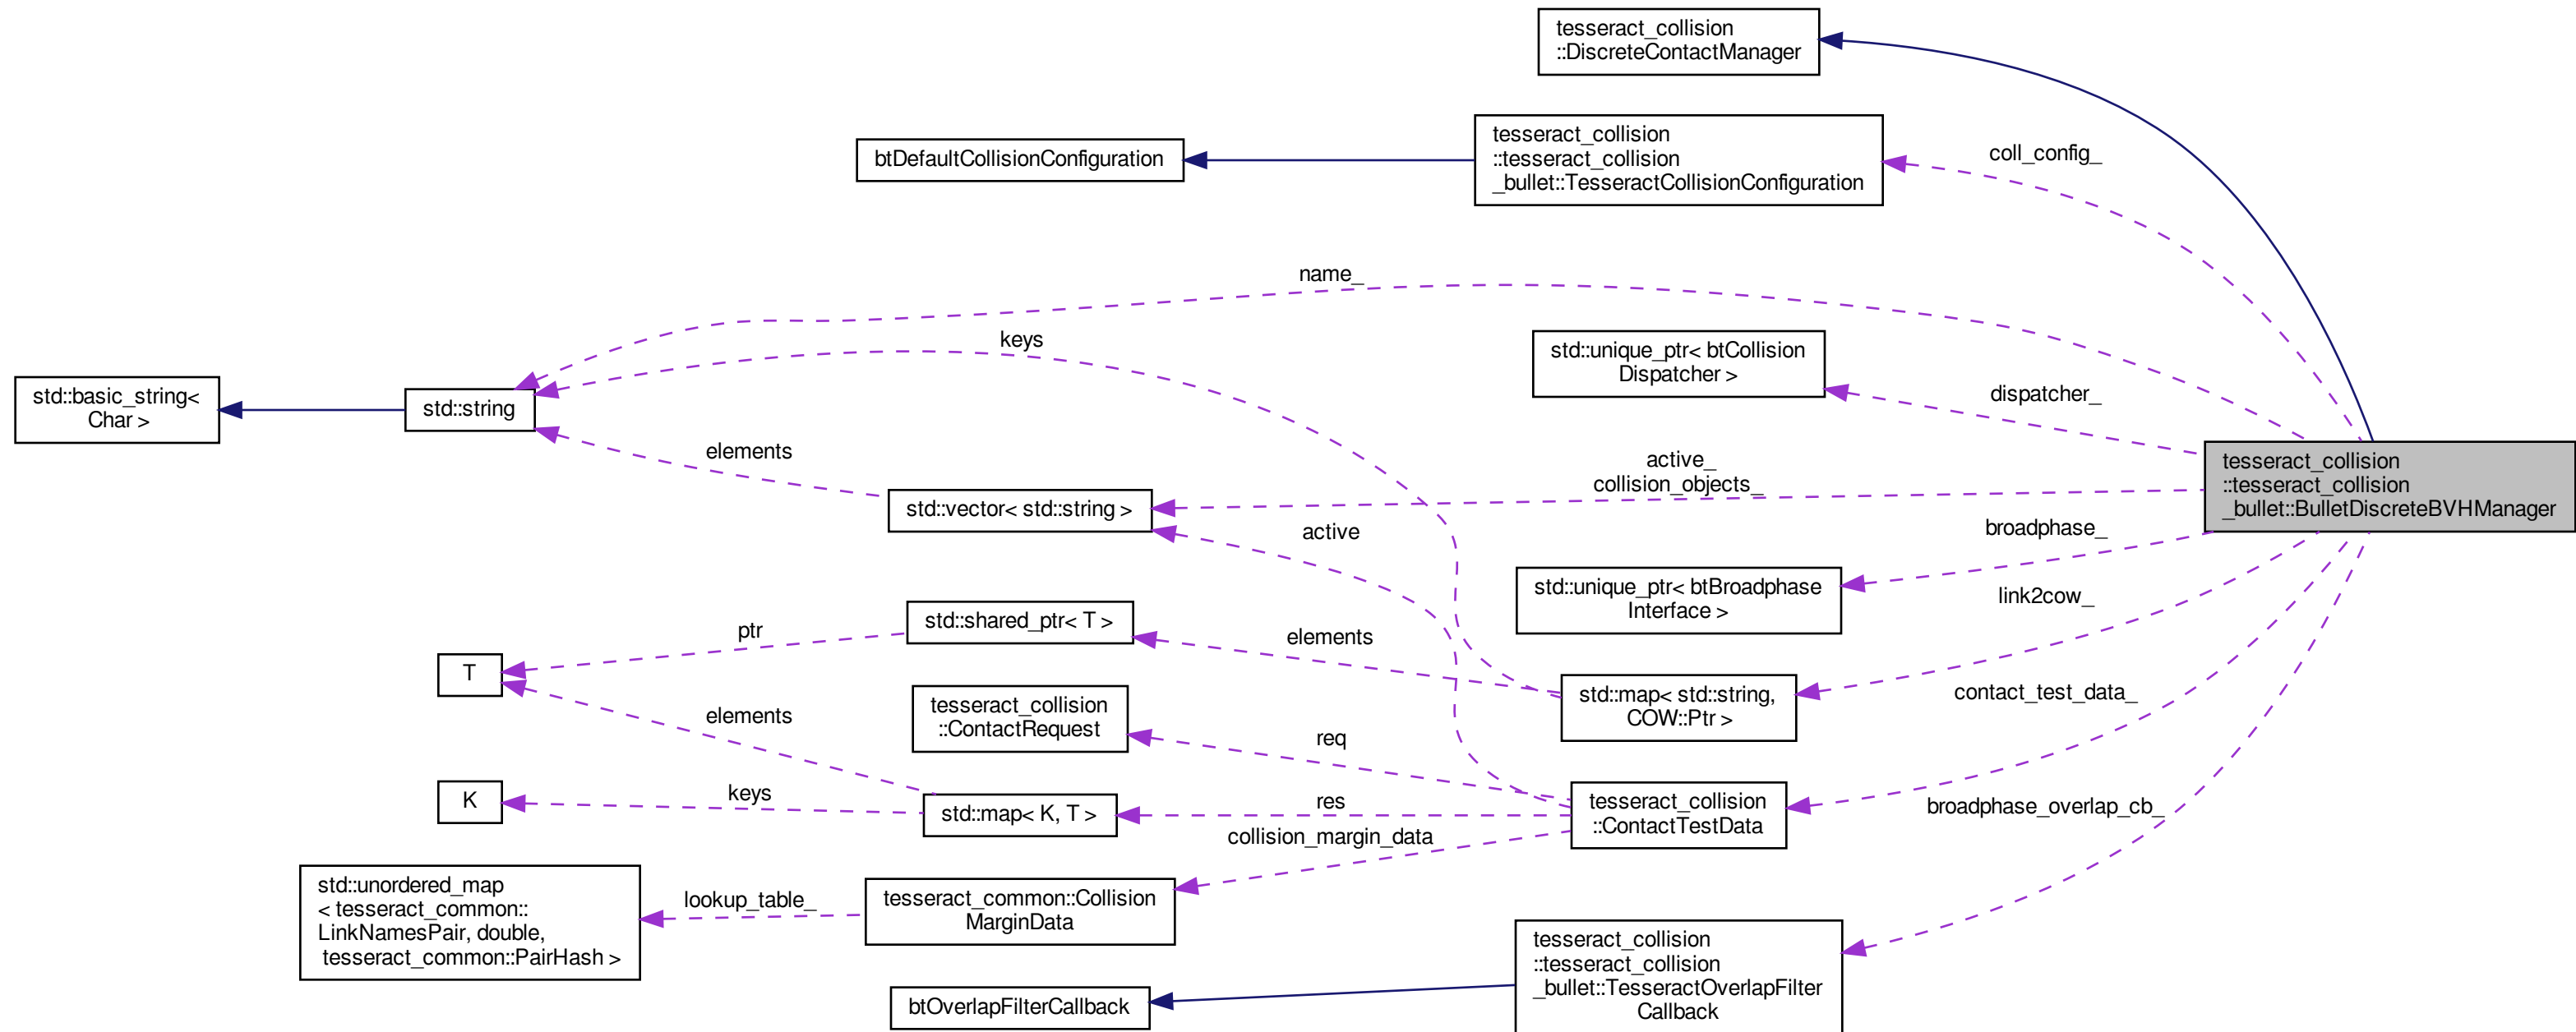 tesseract_collision
::DiscreteContactManager
btDefaultCollisionConfiguration
tesseract_collision
::tesseract_collision
_bullet::TesseractCollisionConfiguration
coll_config_
name_
keys
std::unique_ptr< btCollision
Dispatcher >
dispatcher_
std::basic_string<
Char >
std::string
elements
active_
collision_objects_
std::vector< std::string >
tesseract_collision
::tesseract_collision
_bullet::BulletDiscreteBVHManager
active
broadphase_
std::unique_ptr< btBroadphase
Interface >
link2cow_
std::shared_ptr< T >
ptr
elements
T
std::map< std::string,
COW::Ptr >
contact_test_data_
tesseract_collision
::ContactRequest
elements
req
K
keys
std::map< K, T >
res
tesseract_collision
::ContactTestData
broadphase_overlap_cb_
collision_margin_data
std::unordered_map
< tesseract_common::
LinkNamesPair, double,
tesseract_common::PairHash >
lookup_table_
tesseract_common::Collision
MarginData
tesseract_collision
::tesseract_collision
_bullet::TesseractOverlapFilter
Callback
btOverlapFilterCallback